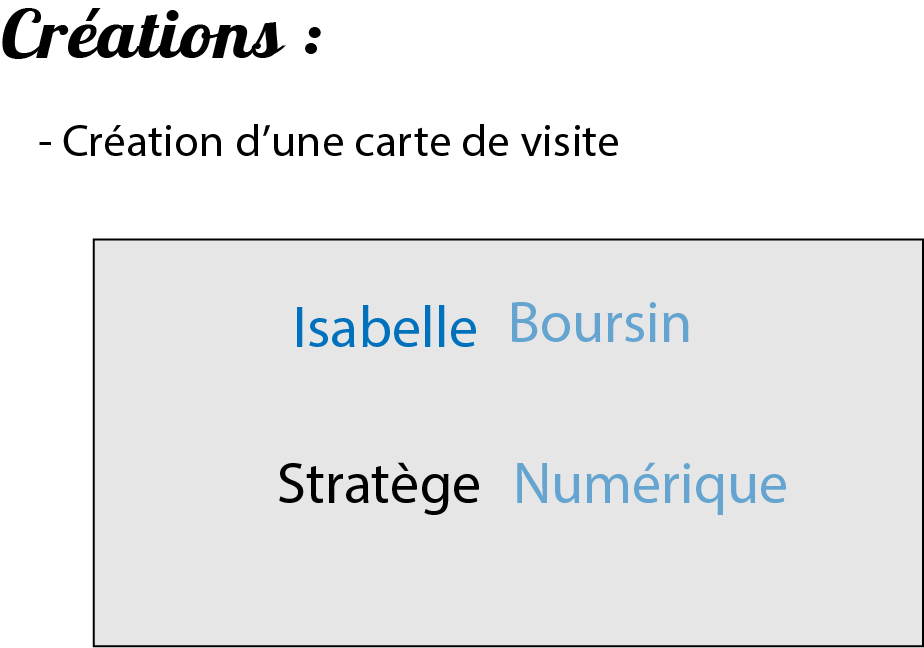 Créations :
- Création d’une carte de visite
Isabelle Boursin
Stratège Numérique